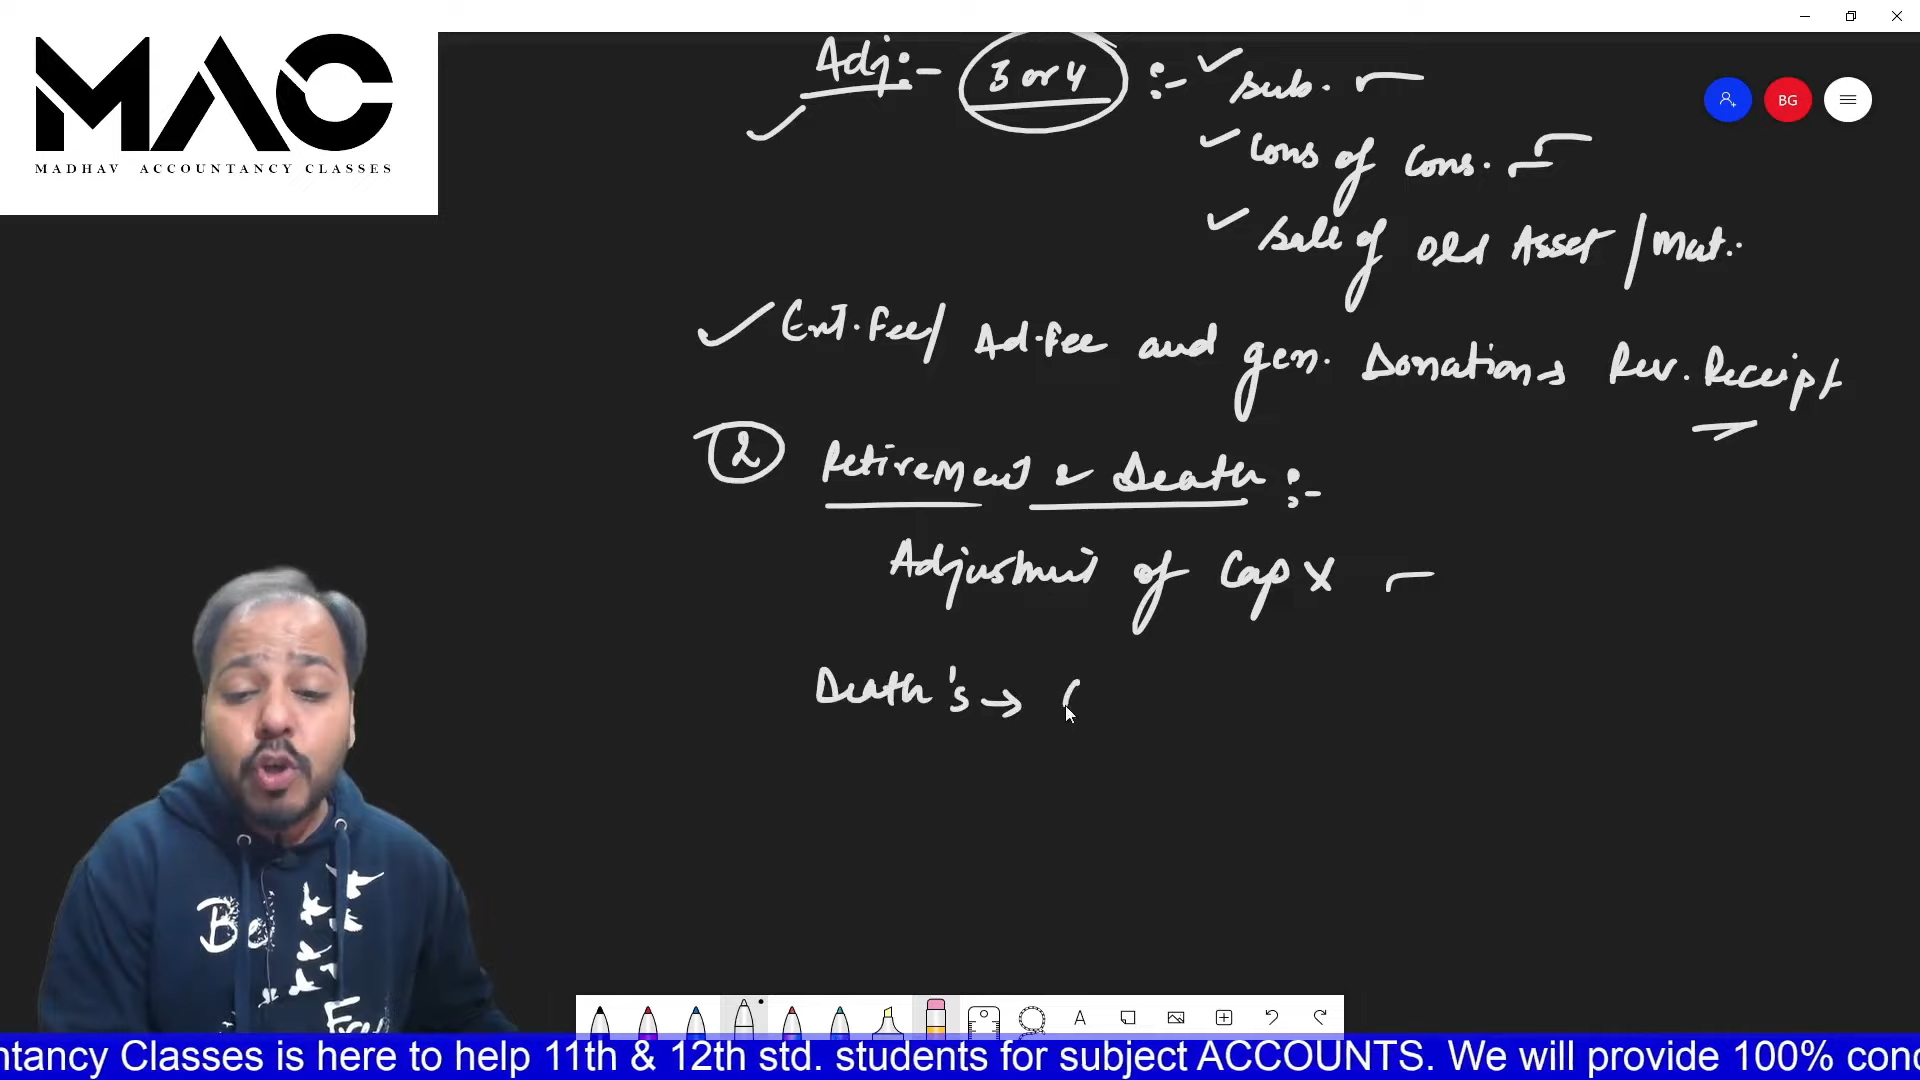 MAC
MADHAV ACCOUNTANCY CLASSES
Adj:- 3 or 4 :- Sub.
Cons of Cons.
Sale of Old Asset / Mat.
BG
Ent. Fee/ Ad. Fee and gen. Donations Rev. Receipt
2 Retirement & Death :-
Adjustment of Cap X
Death's → (
Be
Free
ntancy Classes is here to help 11th & 12th std. students for subject ACCOUNTS. We will provide 100% conc